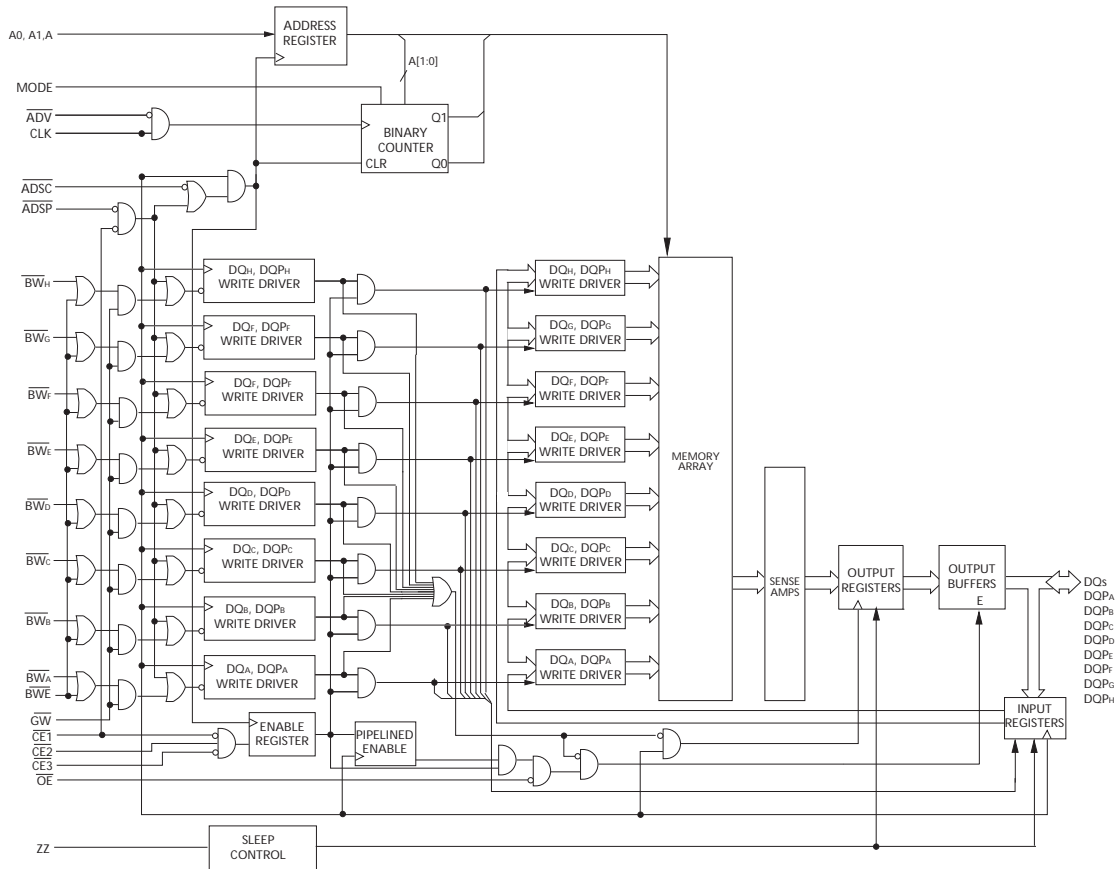 A0, A1,A
ADDRESS
REGISTER
A[1:0]
MODE
ADV
CLK
BINARY
COUNTER
CLR
Q1
Q0
ADSC
ADSP
BWH
DQH, DQPH
WRITE DRIVER
DQH, DQPH
WRITE DRIVER
BWG
DQF, DQPF
WRITE DRIVER
DQG, DQPG
WRITE DRIVER
BWF
DQF, DQPF
WRITE DRIVER
DQF, DQPF
WRITE DRIVER
BWE
DQE, DQPE
WRITE DRIVER
DQE, DQPE
WRITE DRIVER
BWD
DQD, DQPD
WRITE DRIVER
DQD, DQPD
WRITE DRIVER
BWC
DQC, DQPC
WRITE DRIVER
DQC, DQPC
WRITE DRIVER
BWB
DQB, DQPB
WRITE DRIVER
DQB, DQPB
WRITE DRIVER
BWA
DQA, DQPA
WRITE DRIVER
DQA, DQPA
WRITE DRIVER
BWE
MEMORY
ARRAY
SENSE
AMPS
OUTPUT
REGISTERS
OUTPUT
BUFFERS
E
DQs
DQPA
DQPB
DQPC
DQPD
DQPE
DQPF
DQPG
DQPH
INPUT
REGISTERS
GW
CE1
CE2
CE3
OE
ENABLE
REGISTER
PIPELINED
ENABLE
ZZ
SLEEP
CONTROL